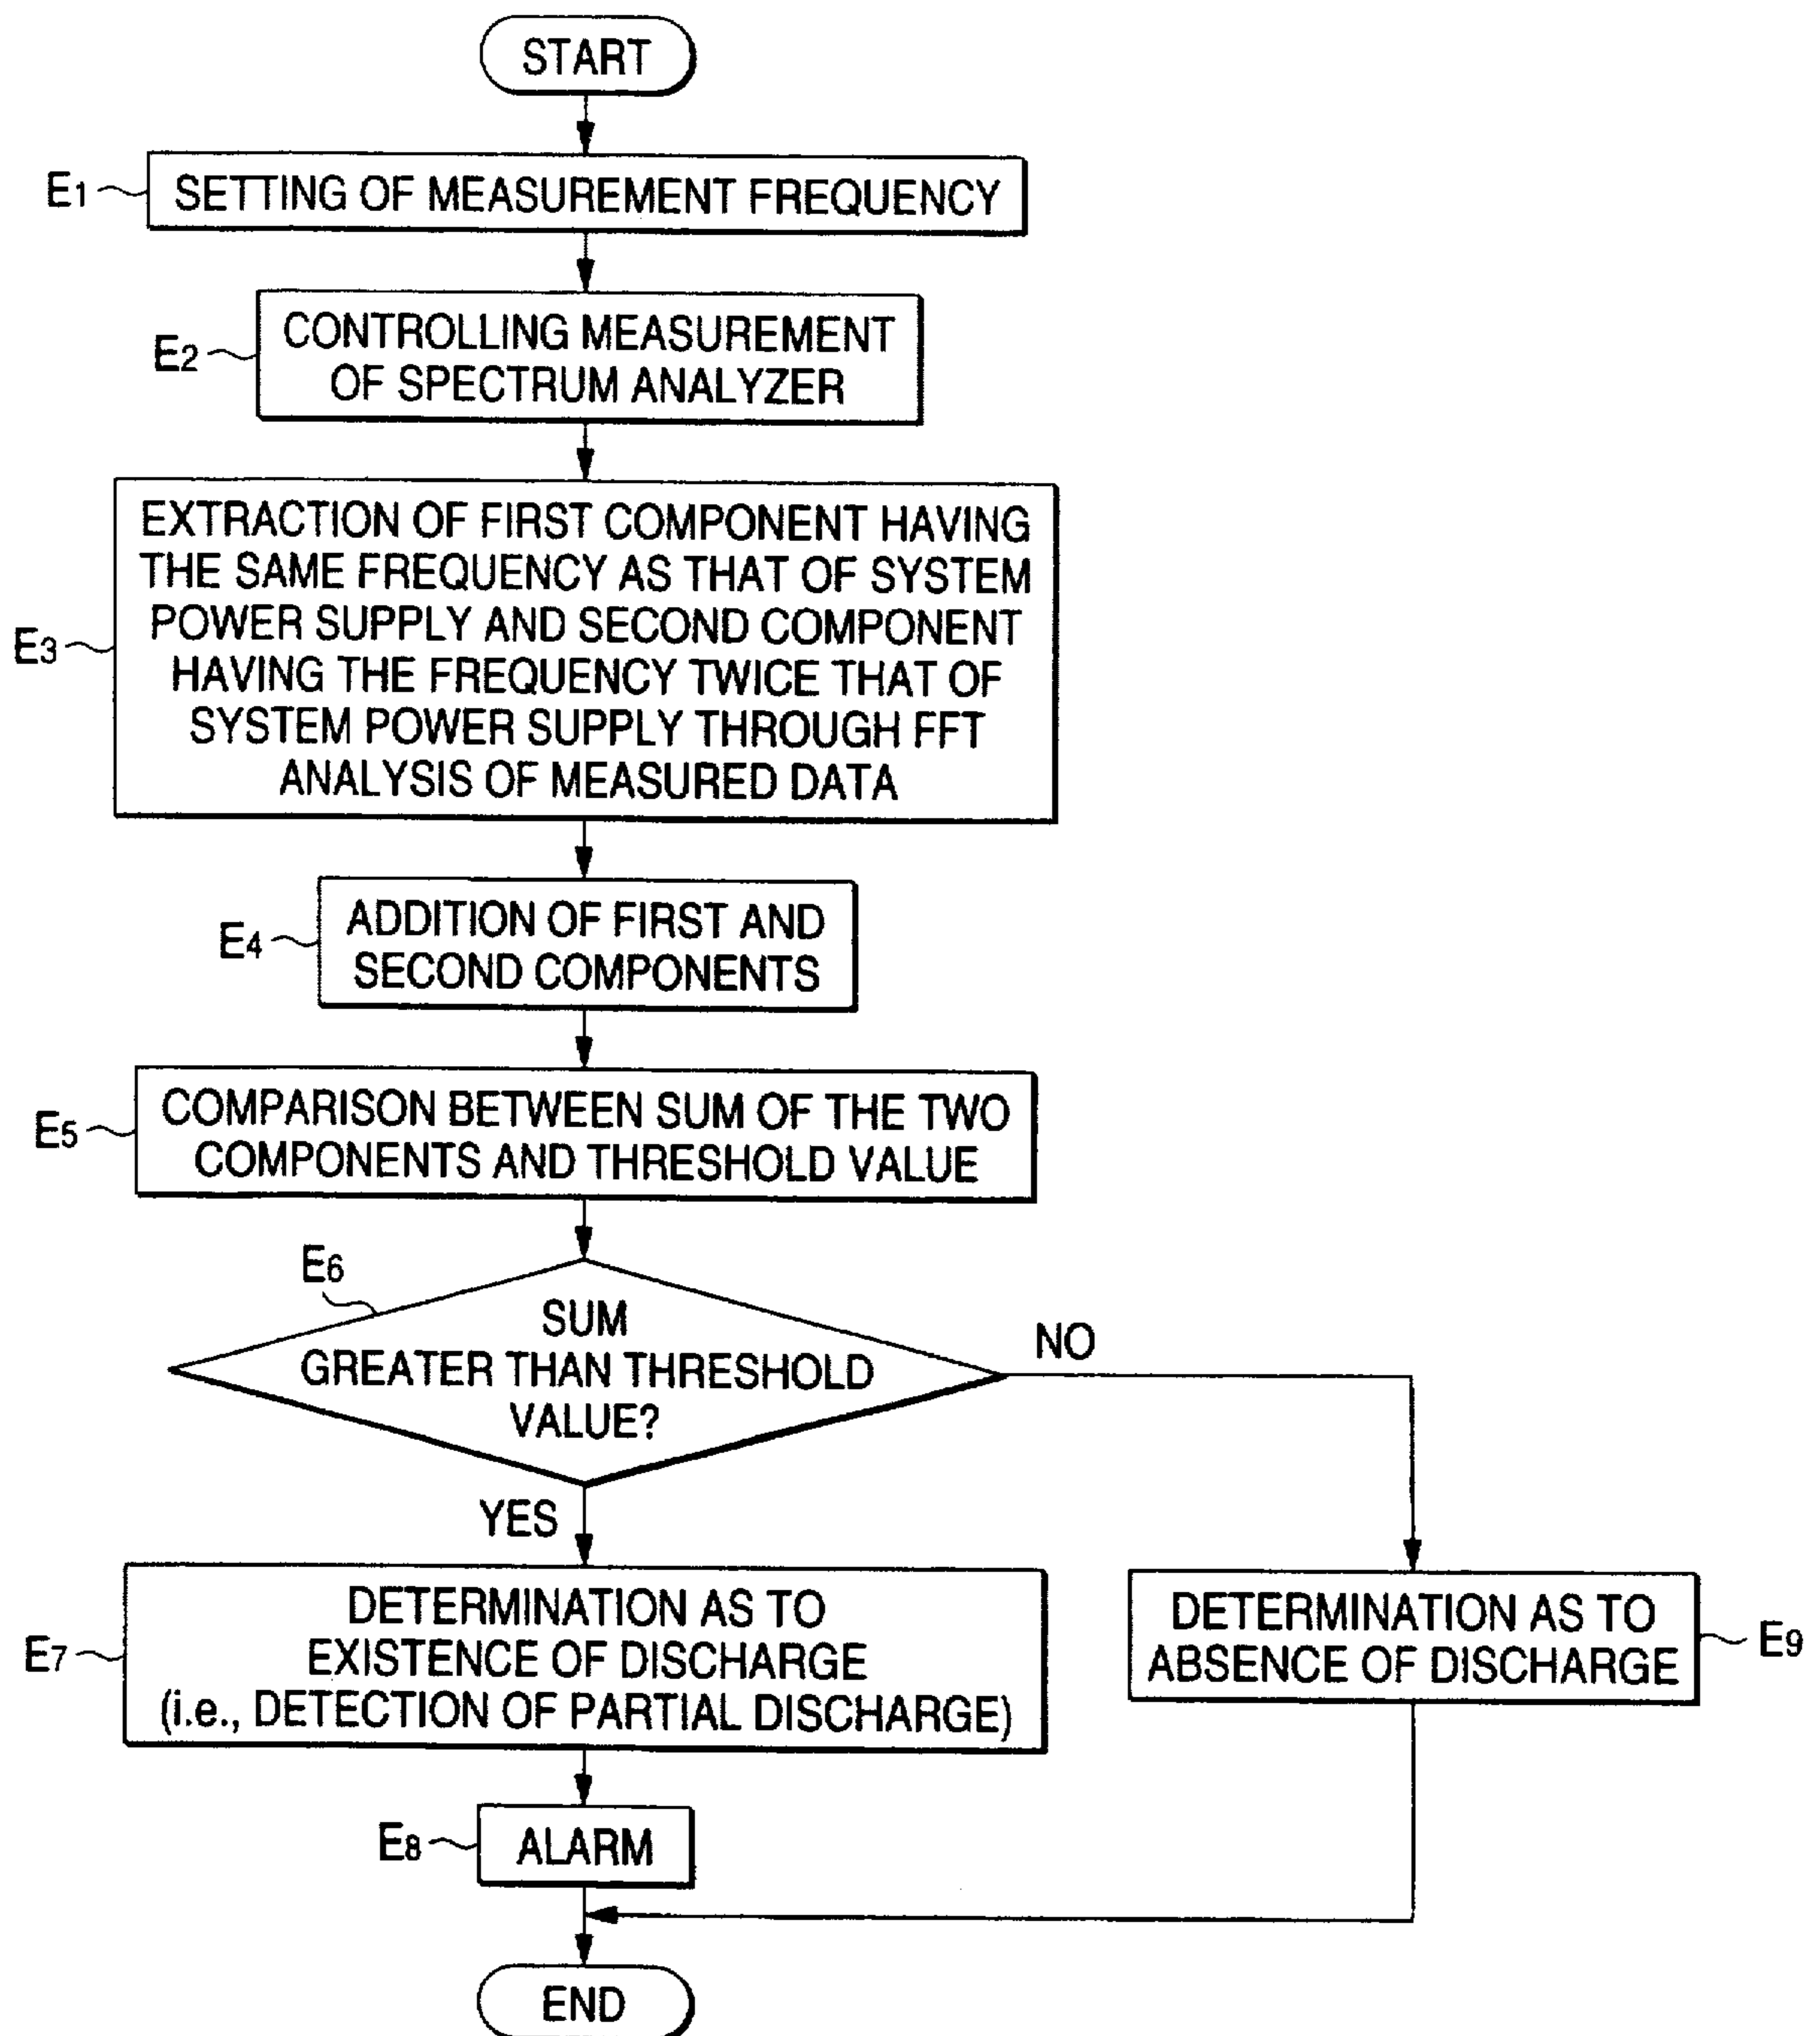 START
E1
SETTING OF MEASUREMENT FREQUENCY
E2
CONTROLLING MEASUREMENT
OF SPECTRUM ANALYZER
E3
EXTRACTION OF FIRST COMPONENT HAVING
THE SAME FREQUENCY AS THAT OF SYSTEM
POWER SUPPLY AND SECOND COMPONENT
HAVING THE FREQUENCY TWICE THAT OF
SYSTEM POWER SUPPLY THROUGH FFT
ANALYSIS OF MEASURED DATA
E4
ADDITION OF FIRST AND
SECOND COMPONENTS
E5
COMPARISON BETWEEN SUM OF THE TWO
COMPONENTS AND THRESHOLD VALUE
E6
SUM
GREATER THAN THRESHOLD
VALUE?
NO
YES
E7
DETERMINATION AS TO
EXISTENCE OF DISCHARGE
(i.e., DETECTION OF PARTIAL DISCHARGE)
DETERMINATION AS TO
ABSENCE OF DISCHARGE
E9
E8
ALARM
END